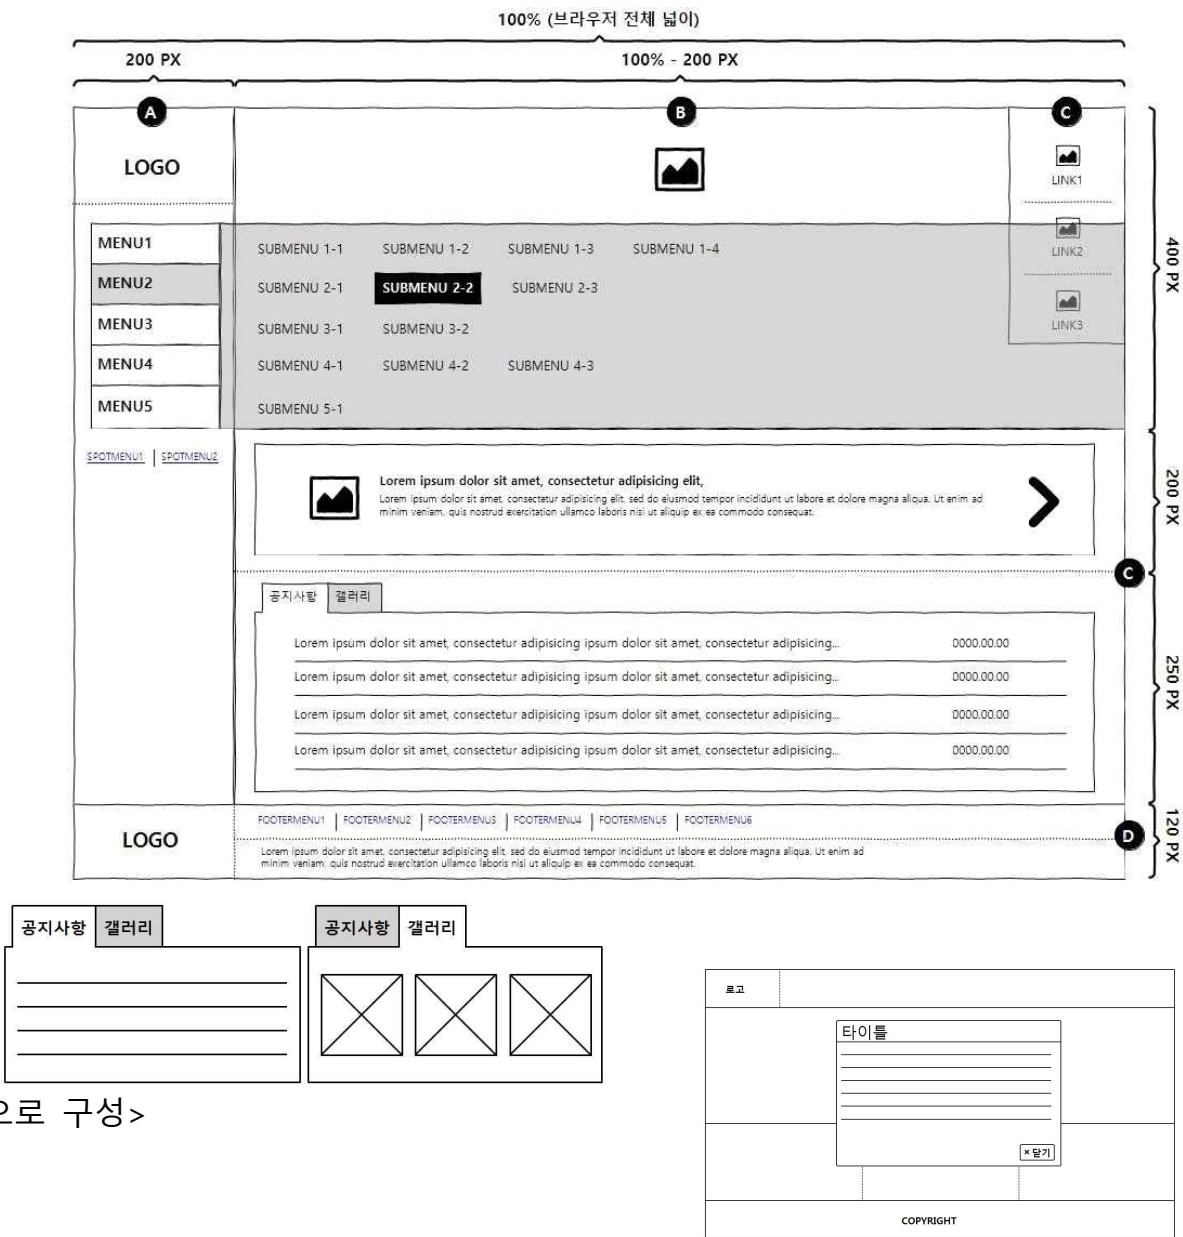 100% (브라우저 전체 넓이)
200 PX
100% - 200 PX
A
B
C
LOGO
LINK1
LINK2
LINK3
MENU1
SUBMENU 1-1
SUBMENU 1-2
SUBMENU 1-3
SUBMENU 1-4
MENU2
SUBMENU 2-1
SUBMENU 2-2
SUBMENU 2-3
MENU3
SUBMENU 3-1
SUBMENU 3-2
MENU4
SUBMENU 4-1
SUBMENU 4-2
SUBMENU 4-3
MENU5
SUBMENU 5-1
400 PX
SPOTMENU1
SPOTMENU2
Lorem ipsum dolor sit amet, consectetur adipisicing elit,
Lorem ipsum dolor sit amet, consectetur adipisicing elit, sed do eiusmod tempor incididunt ut labore et dolore magna aliqua. Ut enim ad
minim veniam, quis nostrud exercitation ullamco laboris nisi ut aliquip ex ea commodo consequat.
200 PX
C
공지사항
갤러리
Lorem ipsum dolor sit amet, consectetur adipisicing ipsum dolor sit amet, consectetur adipisicing... 0000.00.00
Lorem ipsum dolor sit amet, consectetur adipisicing ipsum dolor sit amet, consectetur adipisicing... 0000.00.00
Lorem ipsum dolor sit amet, consectetur adipisicing ipsum dolor sit amet, consectetur adipisicing... 0000.00.00
Lorem ipsum dolor sit amet, consectetur adipisicing ipsum dolor sit amet, consectetur adipisicing... 0000.00.00
250 PX
LOGO
FOOTERMENU1
FOOTERMENU2
FOOTERMENU3
FOOTERMENU4
FOOTERMENU5
FOOTERMENU6
Lorem ipsum dolor sit amet, consectetur adipisicing elit, sed do eiusmod tempor incididunt ut labore et dolore magna aliqua. Ut enim ad
minim veniam, quis nostrud exercitation ullamco laboris nisi ut aliquip ex ea commodo consequat.
D
120 PX
공지사항
갤러리
공지사항
갤러리
으로 구성>
로고
타이틀
× 닫기
COPYRIGHT